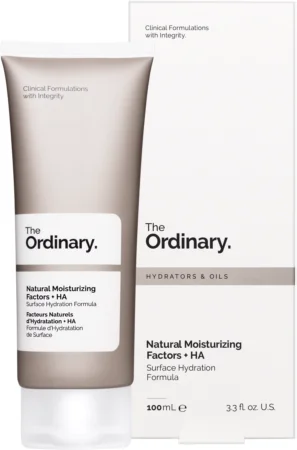 Clinical Formulations
with Integrity.
The
Ordinary.
Natural Moisturizing
Factors + HA
Surface Hydration Formula
Facteurs Naturels
d'Hydratation + HA
Formule d'Hydratation
de Surface
Clinical Formulations
with Integrity.
The
Ordinary.
HYDRATORS & OILS
Natural Moisturizing
Factors + HA
Surface Hydration
Formula
100mL ℮ 3.3 fl. oz. U.S.